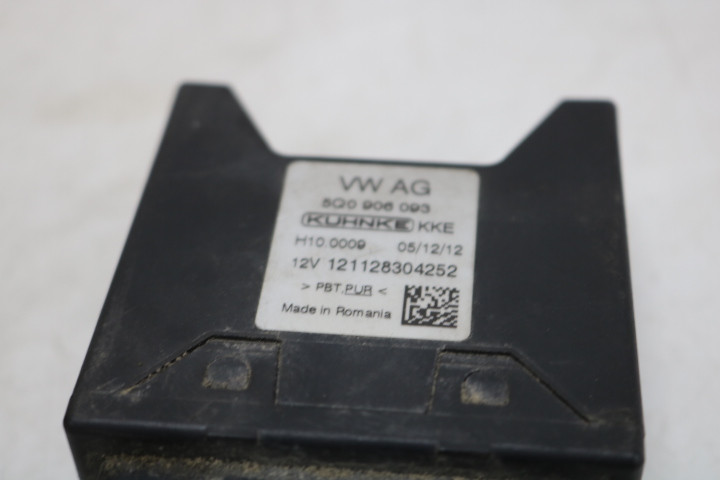 VW AG
5Q0 906 093
KUHNKE KKE
H10.0009 05/12/12
12V 121128304252
> PBT,PUR <
Made in Romania